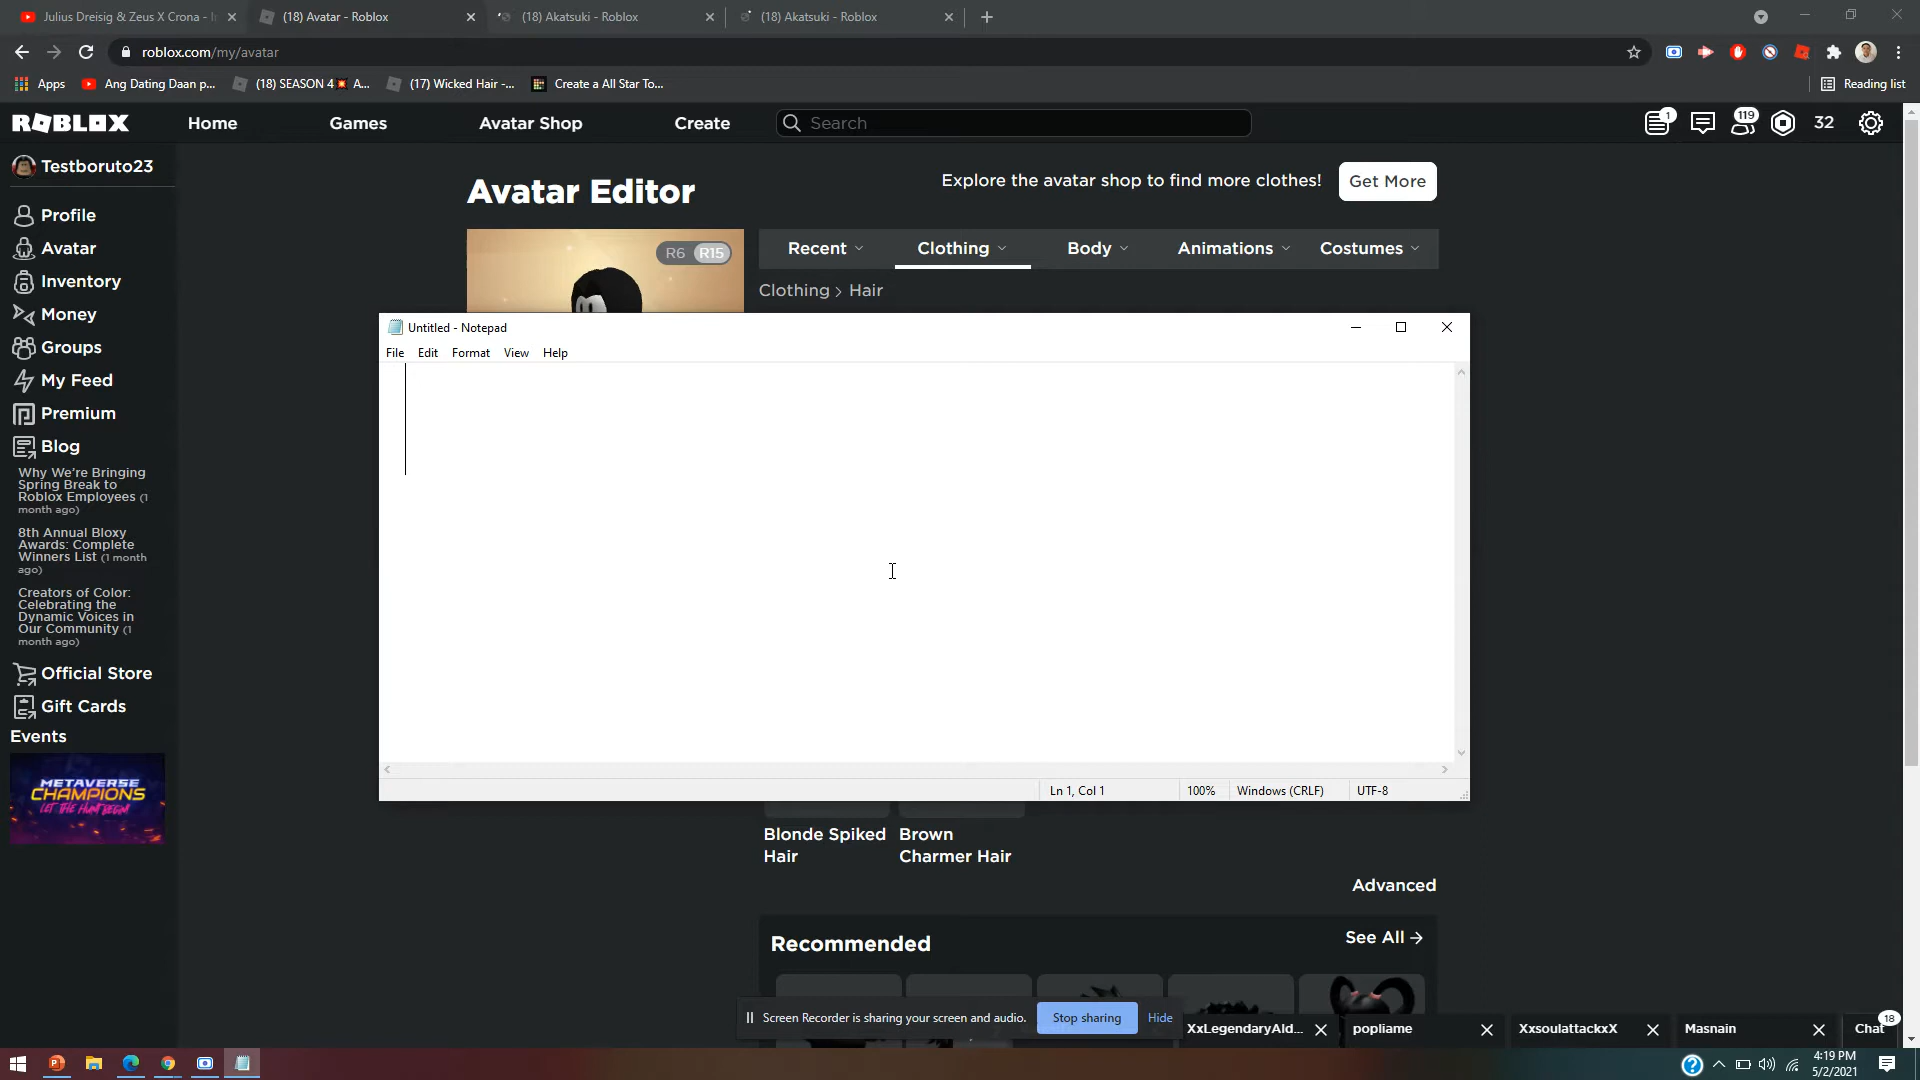 Julius Dreisig & Zeus X Crona - I
(18) Avatar - Roblox
(18) Akatsuki - Roblox
(18) Akatsuki - Roblox
roblox.com/my/avatar
Apps
Ang Dating Daan p...
(18) SEASON 4💥 A...
(17) Wicked Hair -...
Create a All Star To...
Reading list
ROBLOX
Home
Games
Avatar Shop
Create
Search
1
119
32
Testboruto23
Profile
Avatar
Inventory
Money
Groups
My Feed
Premium
Blog
Why We're Bringing
Spring Break to
Roblox Employees (1
month ago)
8th Annual Bloxy
Awards: Complete
Winners List (1 month
ago)
Creators of Color:
Celebrating the
Dynamic Voices in
Our Community (1
month ago)
Official Store
Gift Cards
Events
METAVERSE
CHAMPIONS
LET THE HUNT BEGIN!
Avatar Editor
Explore the avatar shop to find more clothes!
Get More
R6
R15
Recent
Clothing
Body
Animations
Costumes
Clothing > Hair
Untitled - Notepad
File
Edit
Format
View
Help
Ln 1, Col 1
100%
Windows (CRLF)
UTF-8
Blonde Spiked
Hair
Brown
Charmer Hair
Advanced
Recommended
See All
Screen Recorder is sharing your screen and audio.
Stop sharing
Hide
XxLegendaryAld...
popliame
XxsoulattackxX
Masnain
Chat
18
4:19 PM
5/2/2021